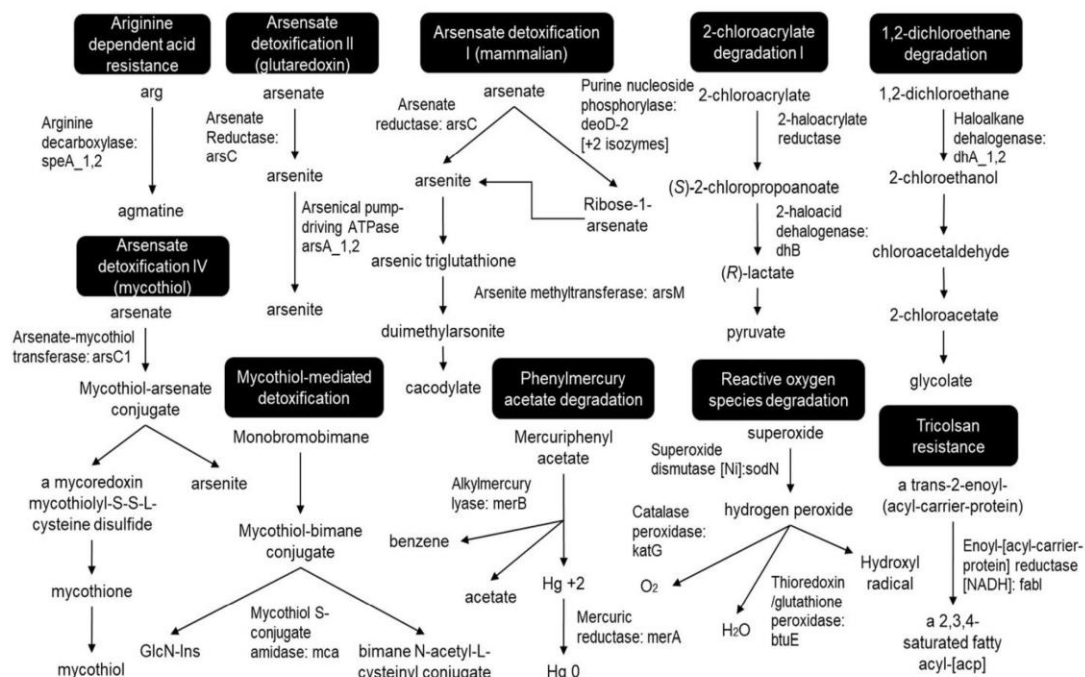 Ariginine
dependent acid
resistance
arg
Arginine
decarboxylase:
speA_1,2
agmatine
Arsensate
detoxification II
(glutaredoxin)
arsenate
Arsenate
Reductase:
arsC
arsenite
Arsenical pump-
driving ATPase
arsA_1,2
arsenite
Arsensate detoxification
I (mammalian)
arsenate
Arsenate
reductase: arsC
Purine nucleoside
phosphorylase:
deoD-2
[+2 isozymes]
arsenite
Ribose-1-
arsenate
arsenic triglutathione
Arsenite methyltransferase: arsM
duimethylarsonite
cacodylate
2-chloroacrylate
degradation I
2-chloroacrylate
2-haloacrylate
reductase
(S)-2-chloropropoanoate
2-haloacid
dehalogenase:
dhB
(R)-lactate
pyruvate
1,2-dichloroethane
degradation
1,2-dichloroethane
Haloalkane
dehalogenase:
dhA_1,2
2-chloroethanol
chloroacetaldehyde
2-chloroacetate
glycolate
Arsensate
detoxification IV
(mycothiol)
arsenate
Arsenate-mycothiol
transferase: arsC1
Mycothiol-arsenate
conjugate
a mycoredoxin
mycothiolyl-S-S-L-
cysteine disulfide
arsenite
mycothione
mycothiol
Mycothiol-mediated
detoxification
Monobromobimane
Mycothiol-bimane
conjugate
Mycothiol S-
conjugate
amidase: mca
GlcN-Ins
bimane N-acetyl-L-
cysteinyl conjugate
Phenylmercury
acetate degradation
Mercuriphenyl
acetate
Alkylmercury
lyase: merB
benzene
acetate
Hg +2
Mercuric
reductase: merA
Hg 0
Reactive oxygen
species degradation
superoxide
Superoxide
dismutase [Ni]:sodN
hydrogen peroxide
Catalase
peroxidase:
katG
O2
H2O
Thioredoxin
/glutathione
peroxidase:
btuE
Hydroxyl
radical
Tricolsan
resistance
a trans-2-enoyl-
(acyl-carrier-protein)
Enoyl-[acyl-carrier-
protein] reductase
[NADH]: fabI
a 2,3,4-
saturated fatty
acyl-[acp]